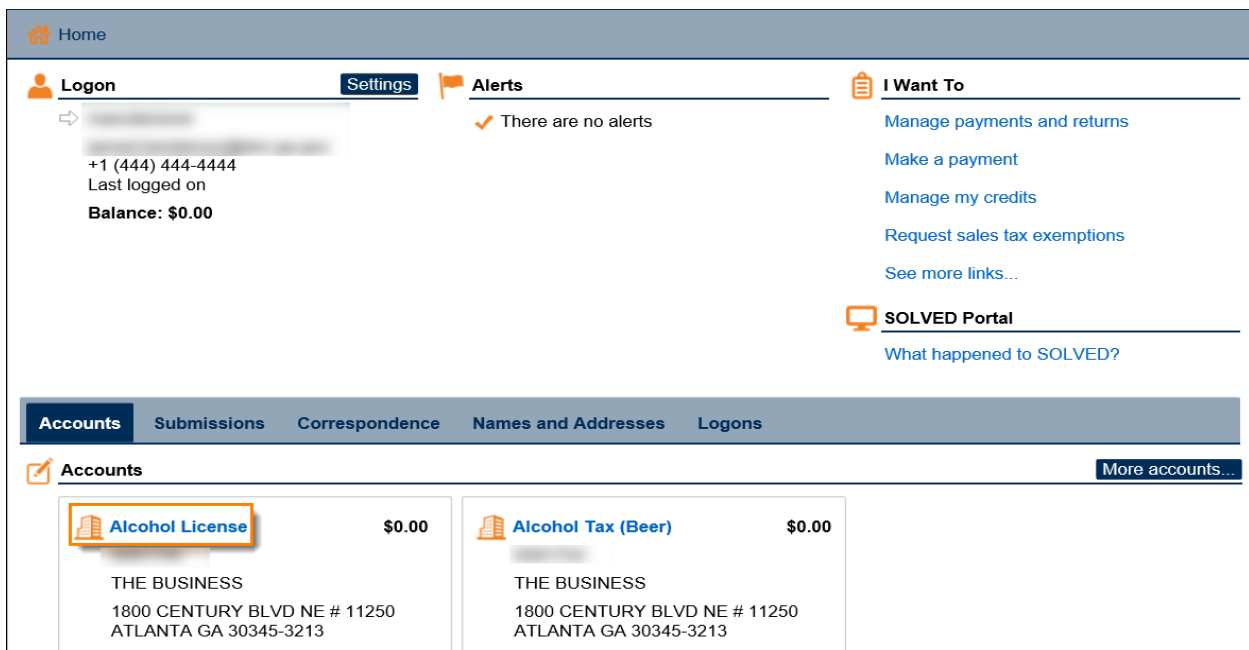 Home
Logon
Settings
+1 (444) 444-4444
Last logged on
Balance: $0.00
Alerts
There are no alerts
I Want To
Manage payments and returns
Make a payment
Manage my credits
Request sales tax exemptions
See more links...
SOLVED Portal
What happened to SOLVED?
Accounts Submissions Correspondence Names and Addresses Logons
Accounts
More accounts...
Alcohol License $0.00
THE BUSINESS
1800 CENTURY BLVD NE # 11250
ATLANTA GA 30345-3213
Alcohol Tax (Beer) $0.00
THE BUSINESS
1800 CENTURY BLVD NE # 11250
ATLANTA GA 30345-3213